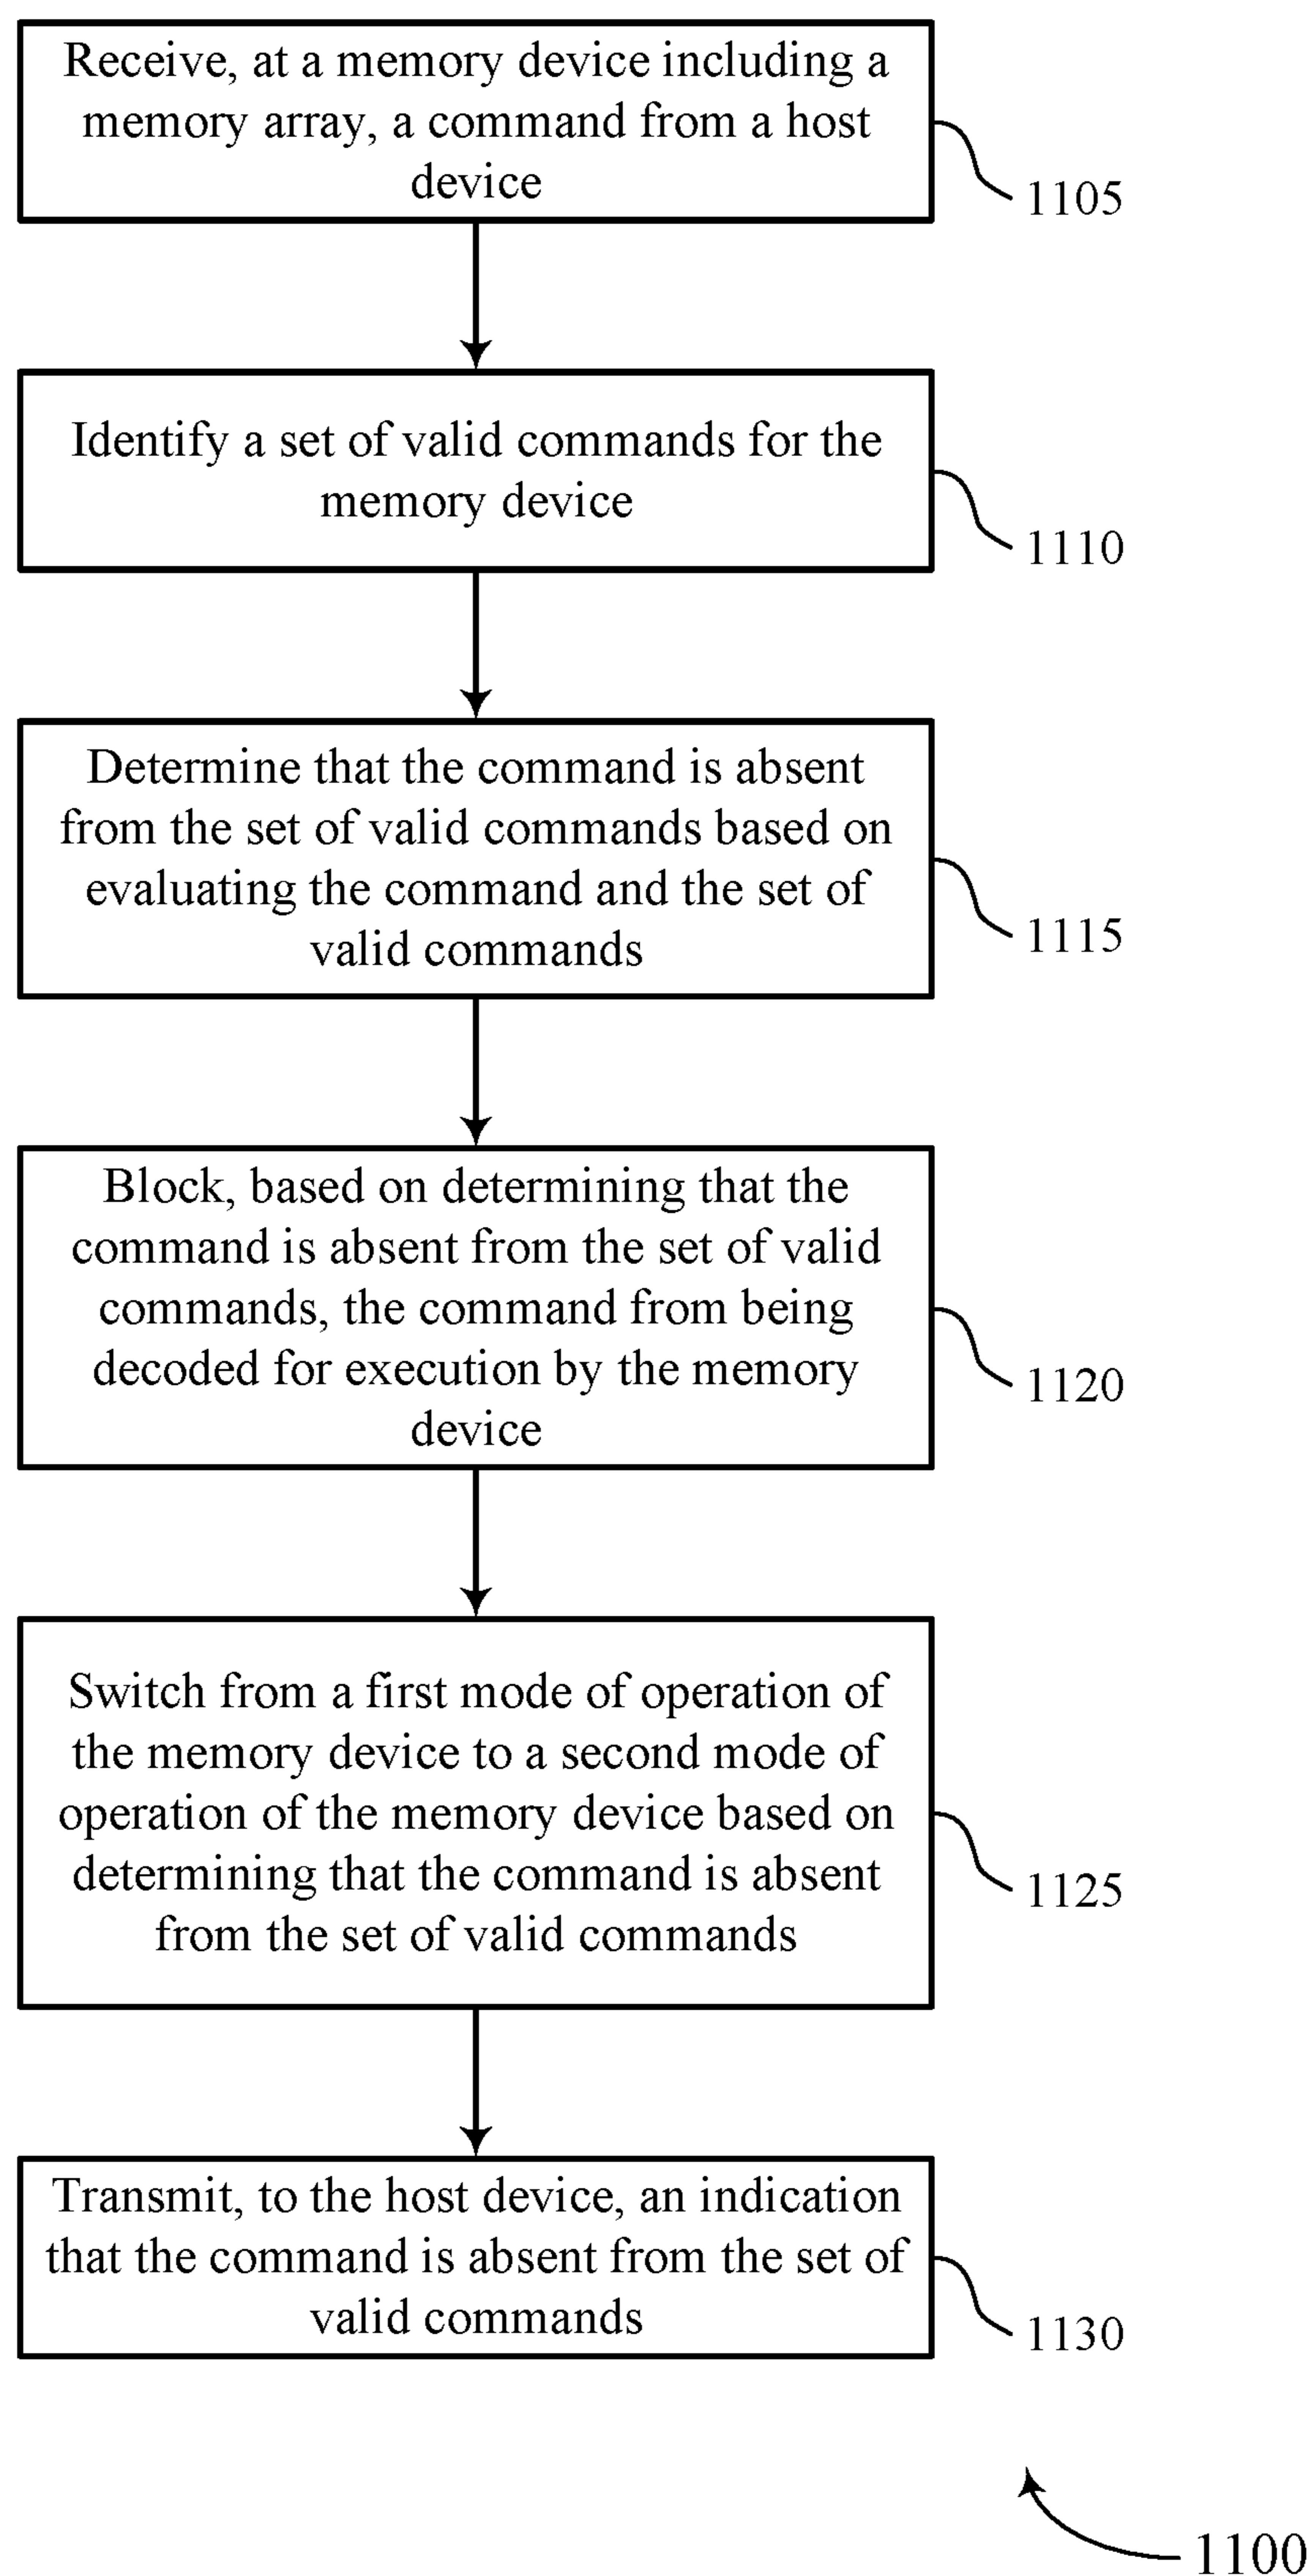 Receive, at a memory device including a
memory array, a command from a host
device
1105
Identify a set of valid commands for the
memory device
1110
Determine that the command is absent
from the set of valid commands based on
evaluating the command and the set of
valid commands
1115
Block, based on determining that the
command is absent from the set of valid
commands, the command from being
decoded for execution by the memory
device
1120
Switch from a first mode of operation of
the memory device to a second mode of
operation of the memory device based on
determining that the command is absent
from the set of valid commands
1125
Transmit, to the host device, an indication
that the command is absent from the set of
valid commands
1130
1100